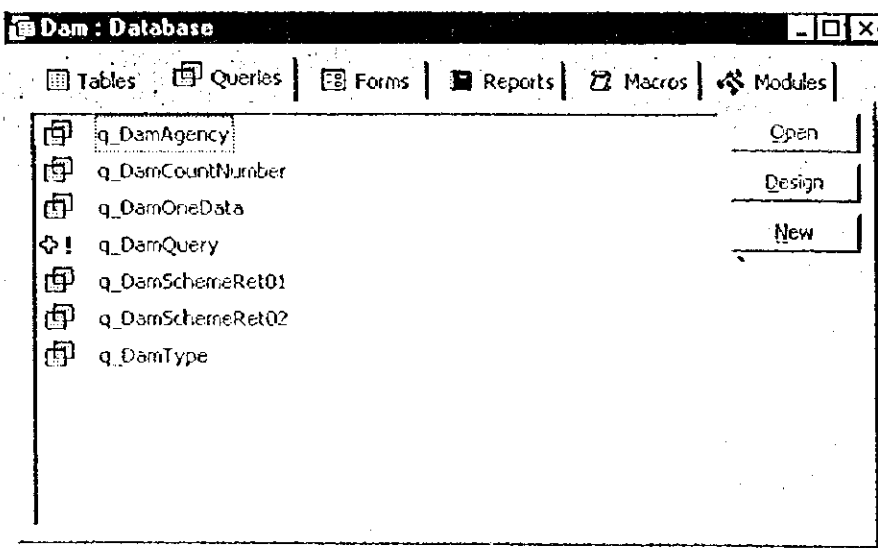 Dam : Database
Tables Queries Forms Reports Macros Modules
q_DamAgency
q_DamCountNumber
q_DamOneData
q_DamQuery
q_DamSchemeRet01
q_DamSchemeRet02
q_DamType
Open
Design
New